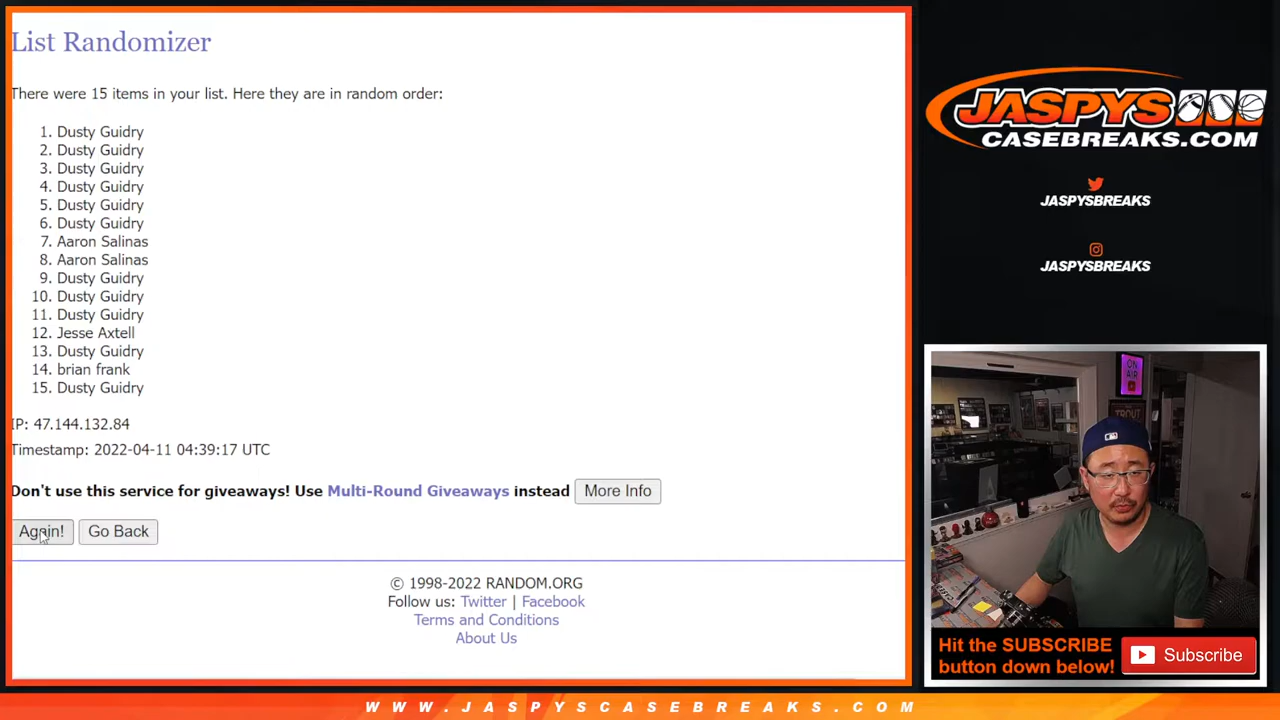 List Randomizer
There were 15 items in your list. Here they are in random order:
1. Dusty Guidry
2. Dusty Guidry
3. Dusty Guidry
4. Dusty Guidry
5. Dusty Guidry
6. Dusty Guidry
7. Aaron Salinas
8. Aaron Salinas
9. Dusty Guidry
10. Dusty Guidry
11. Dusty Guidry
12. Jesse Axtell
13. Dusty Guidry
14. brian frank
15. Dusty Guidry
IP: 47.144.132.84
Timestamp: 2022-04-11 04:39:17 UTC
Don't use this service for giveaways! Use Multi-Round Giveaways instead More Info
Again! Go Back
© 1998-2022 RANDOM.ORG
Follow us: Twitter | Facebook
Terms and Conditions
About Us
JASPYS
CASEBREAKS.COM
JASPYSBREAKS
JASPYSBREAKS
ON AIR
TROUT
Hit the SUBSCRIBE
button down below!
Subscribe
WWW.JASPYSCASEBREAKS.COM